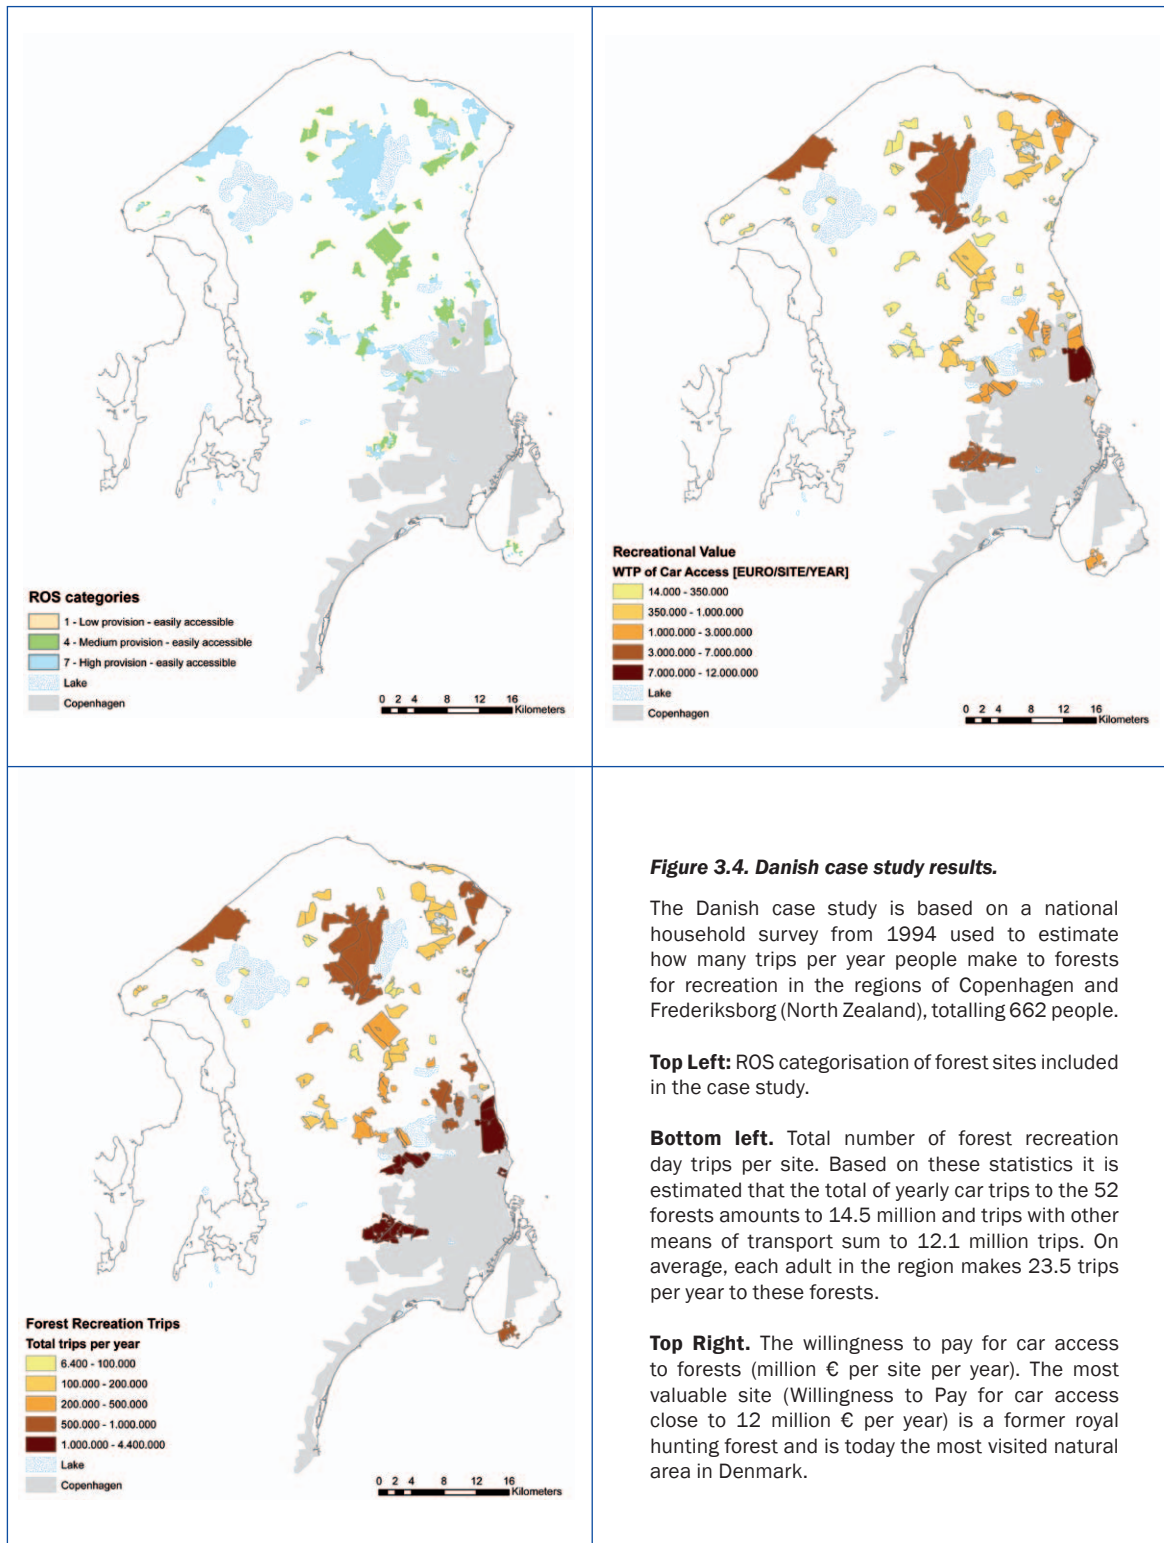 ROS categories
1 - Low provision - easily accessible
4 - Medium provision - easily accessible
7 - High provision - easily accessible
Lake
Copenhagen
0 2 4 8 12 16
Kilometers
Recreational Value
WTP of Car Access [EURO/SITE/YEAR]
14.000 - 350.000
350.000 - 1.000.000
1.000.000 - 3.000.000
3.000.000 - 7.000.000
7.000.000 - 12.000.000
Lake
Copenhagen
0 2 4 8 12 16
Kilometers
Forest Recreation Trips
Total trips per year
6.400 - 100.000
100.000 - 200.000
200.000 - 500.000
500.000 - 1.000.000
1.000.000 - 4.400.000
Lake
Copenhagen
0 2 4 8 12 16
Kilometers
Figure 3.4. Danish case study results.
The Danish case study is based on a national
household survey from 1994 used to estimate
how many trips per year people make to forests
for recreation in the regions of Copenhagen and
Frederiksborg (North Zealand), totalling 662 people.
Top Left: ROS categorisation of forest sites included
in the case study.
Bottom left. Total number of forest recreation
day trips per site. Based on these statistics it is
estimated that the total of yearly car trips to the 52
forests amounts to 14.5 million and trips with other
means of transport sum to 12.1 million trips. On
average, each adult in the region makes 23.5 trips
per year to these forests.
Top Right. The willingness to pay for car access
to forests (million € per site per year). The most
valuable site (Willingness to Pay for car access
close to 12 million € per year) is a former royal
hunting forest and is today the most visited natural
area in Denmark.